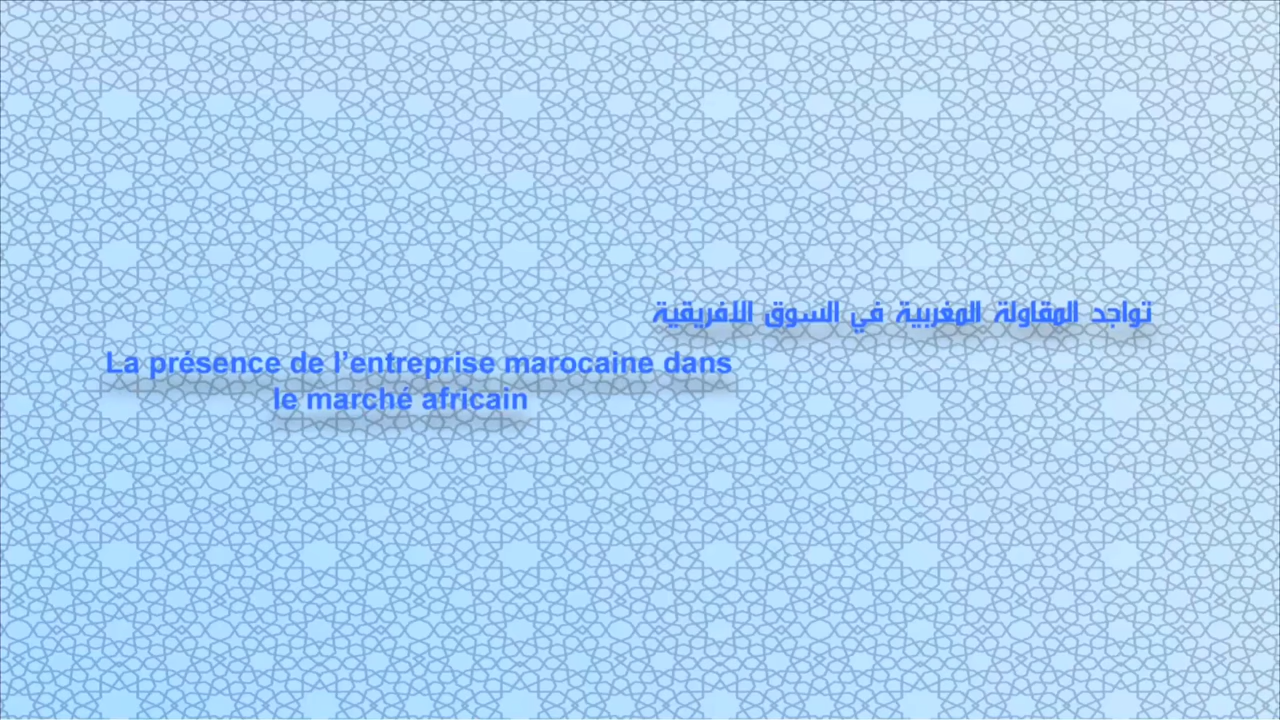 تواجد المقاولة المغربية في السوق الافريقية
La présence de l’entreprise marocaine dans
le marché africain